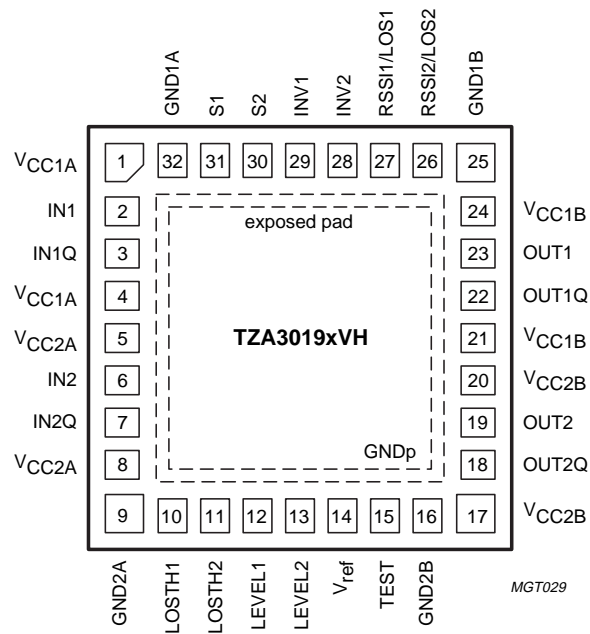 GND1A
S1
S2
INV1
INV2
RSSI1/LOS1
RSSI2/LOS2
GND1B
VCC1A 1 32 31 30 29 28 27 26 25
IN1 2 exposed pad 24 VCC1B
IN1Q 3 23 OUT1
VCC1A 4 22 OUT1Q
VCC2A 5 TZA3019xVH 21 VCC1B
IN2 6 20 VCC2B
IN2Q 7 19 OUT2
VCC2A 8 GNDp 18 OUT2Q
9 10 11 12 13 14 15 16 17 VCC2B
GND2A
LOSTH1
LOSTH2
LEVEL1
LEVEL2
Vref
TEST
GND2B
MGT029